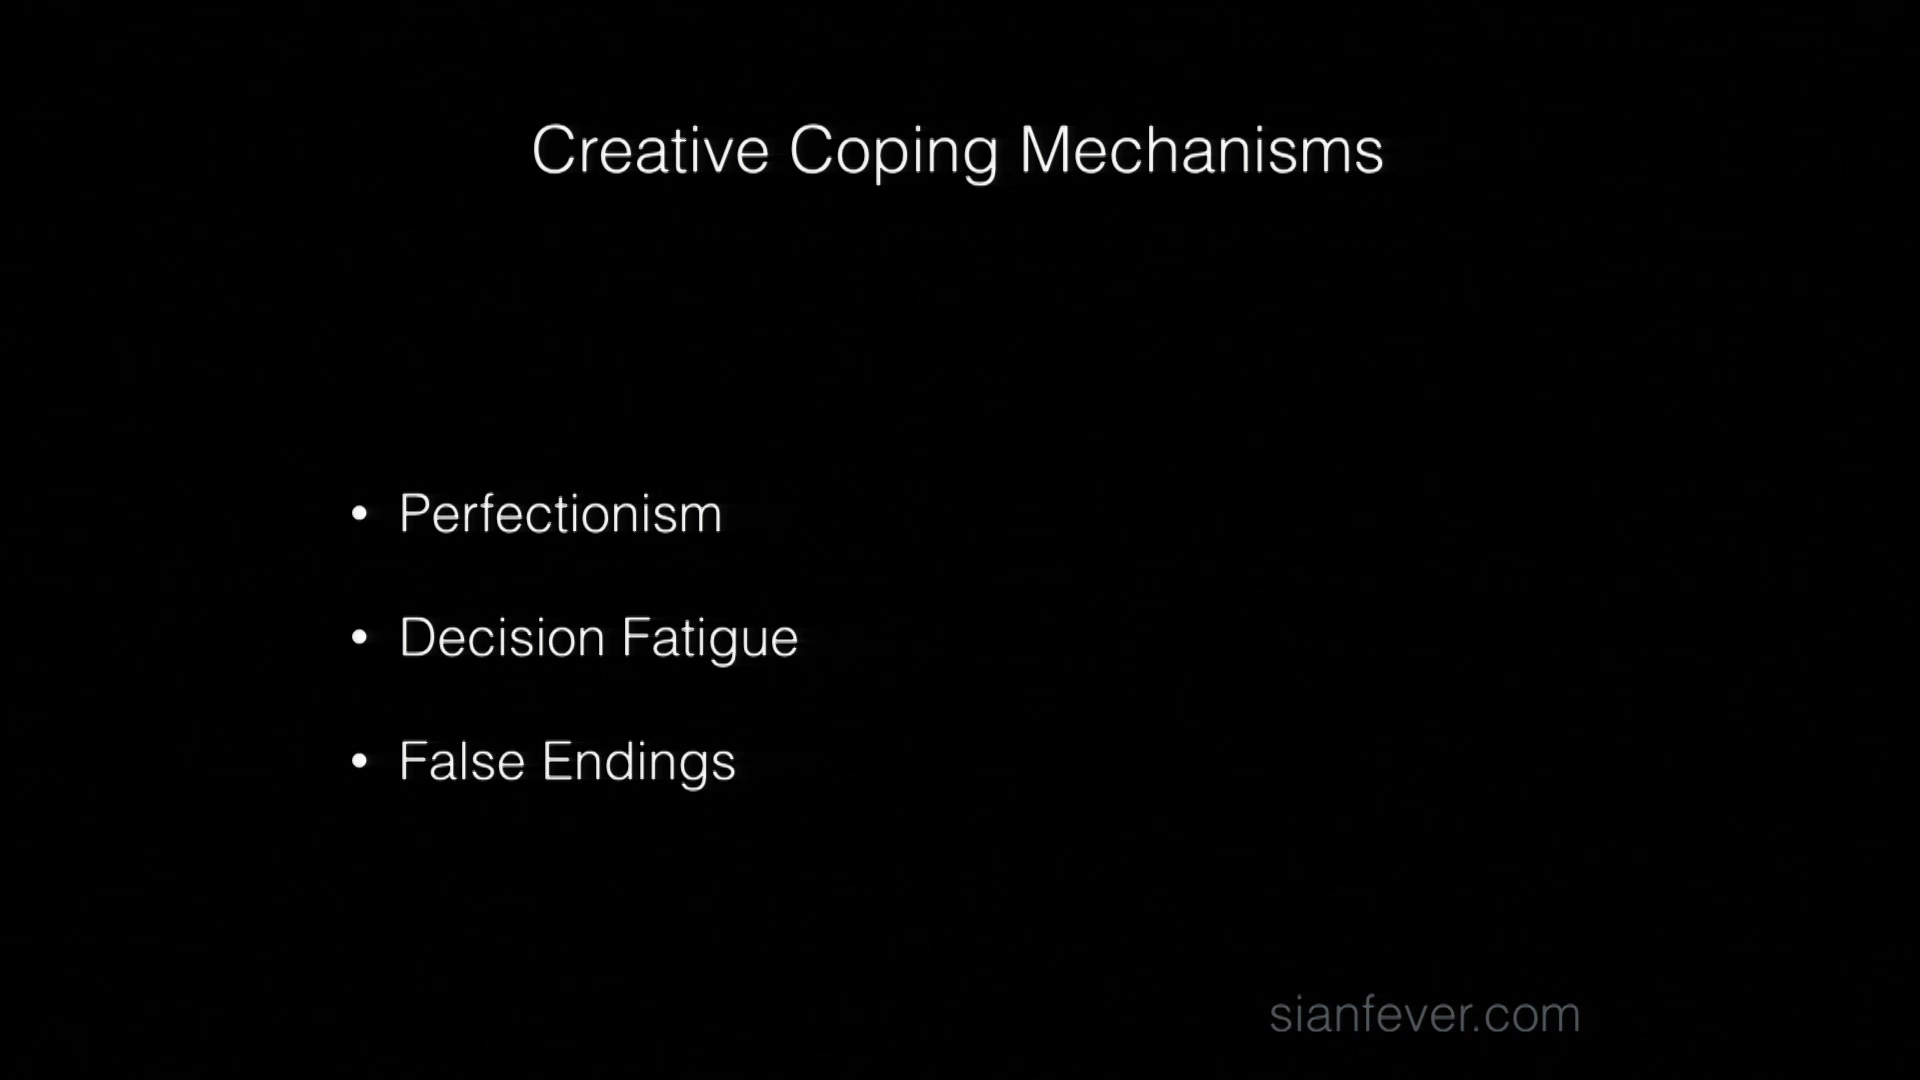 Creative Coping Mechanisms
• Perfectionism
• Decision Fatigue
• False Endings
sianfever.com